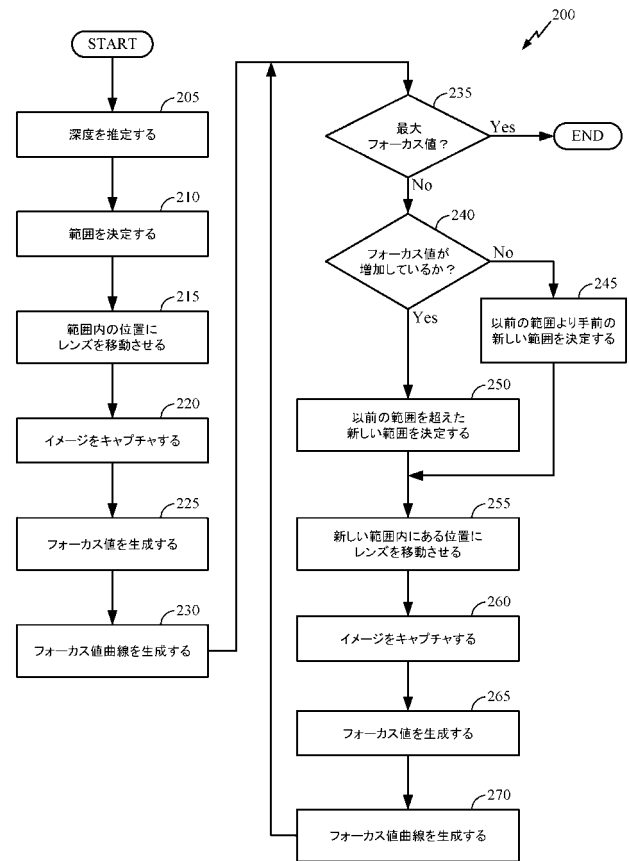 200
START
205
深度を推定する
210
範囲を決定する
215
範囲内の位置に
レンズを移動させる
220
イメージをキャプチャする
225
フォーカス値を生成する
230
フォーカス値曲線を生成する
235
最大
フォーカス値?
Yes
END
No
240
フォーカス値が
増加しているか?
No
245
以前の範囲より手前の
新しい範囲を決定する
Yes
250
以前の範囲を超えた
新しい範囲を決定する
255
新しい範囲内にある位置に
レンズを移動させる
260
イメージをキャプチャする
265
フォーカス値を生成する
270
フォーカス値曲線を生成する